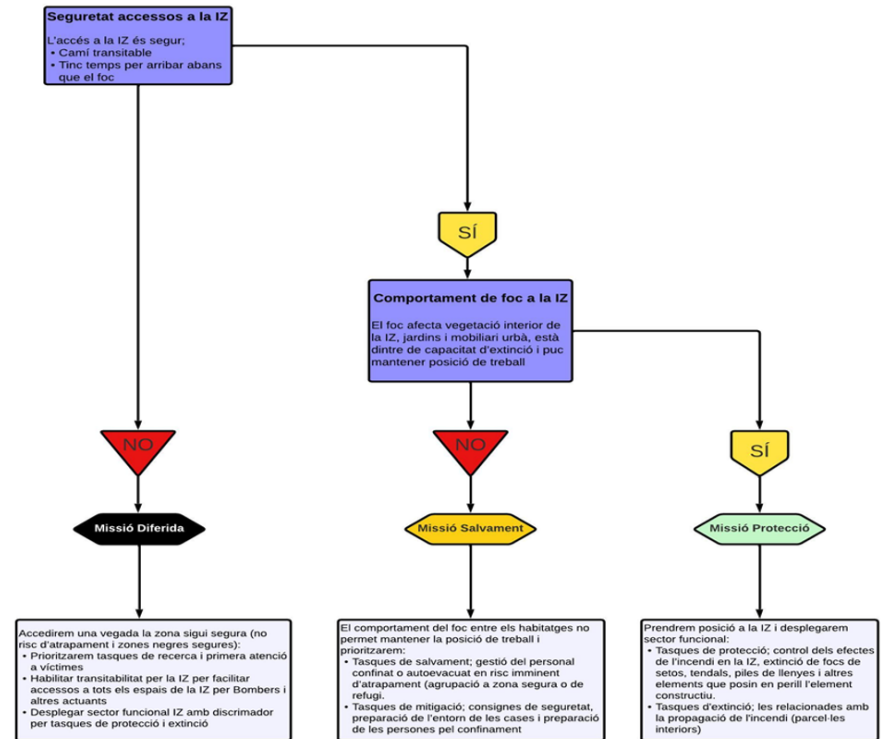 Seguretat accessos a la IZ
L'accés a la IZ és segur;
• Camí transitable
• Tinc temps per arribar abans
que el foc
SÍ
Comportament de foc a la IZ
El foc afecta vegetació interior de
la IZ, jardins i mobiliari urbà, està
dintre de capacitat d'extinció i puc
mantenir posició de treball
NO
NO
SÍ
Missió Diferida
Missió Salvament
Missió Protecció
Accedirem una vegada la zona sigui segura (no
risc d'atrapament i zones negres segures):
• Prioritzarem tasques de recerca i primera atenció
a víctimes
• Habilitar transitabilitat per la IZ per facilitar
accessos a tots els espais de la IZ per Bombers i
altres actuants
• Desplegar sector funcional IZ amb discrimador
per tasques de protecció i extinció
El comportament del foc entre els habitatges no
permet mantenir la posició de treball i
prioritzarem:
• Tasques de salvament; gestió del personal
confinat o autoevacuat en risc imminent
d'atrapament (agrupació a zona segura o de
refugi.
• Tasques de mitigació; consignes de seguretat,
preparació de l'entorn de les cases i preparació
de les persones pel confinament
Prendrem posició a la IZ i desplegarem
sector funcional:
• Tasques de protecció; control dels efectes
de l'incendi en la IZ, extinció de focs de
setos, tendals, piles de llenyes i altres
elements que posin en perill l'element
constructiu.
• Tasques d'extinció; les relacionades amb
la propagació de l'incendi (parcel·les
interiors)